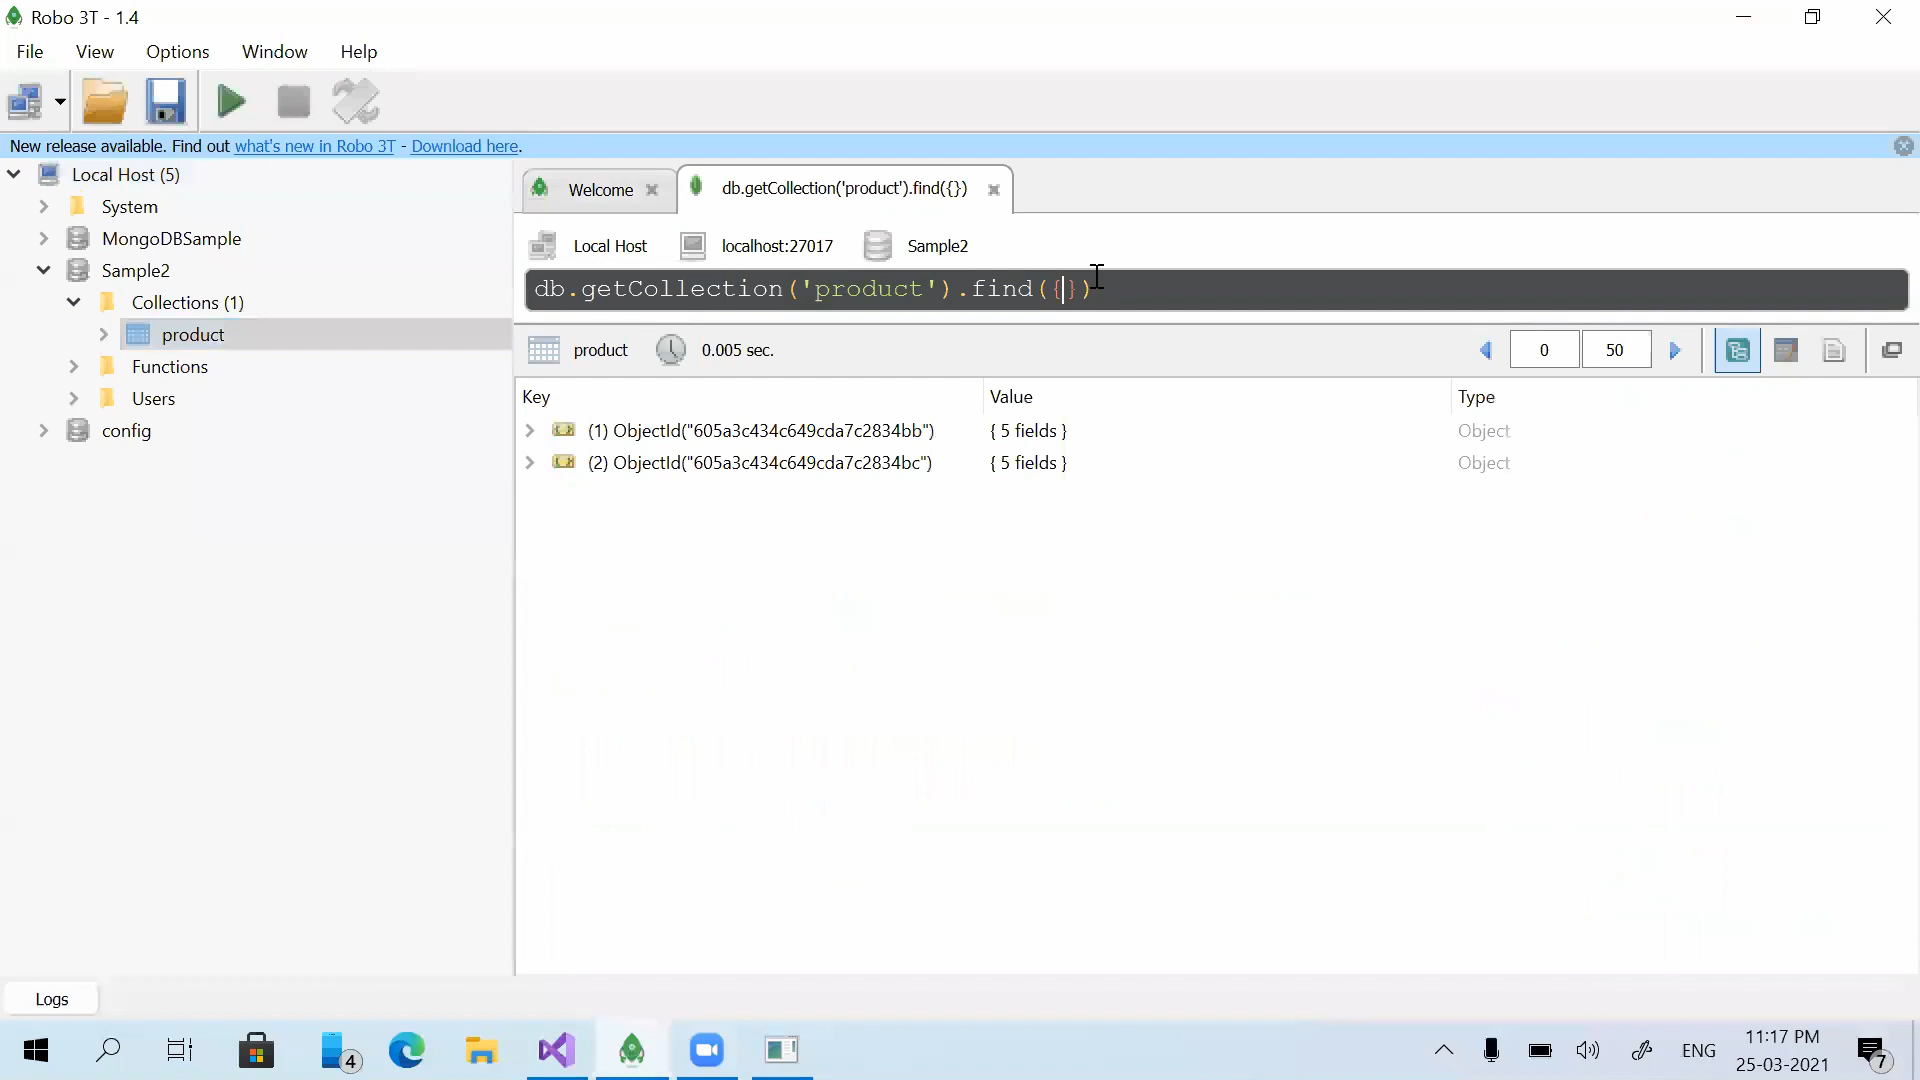 Robo 3T - 1.4
File View Options Window Help
New release available. Find out what's new in Robo 3T - Download here.
Local Host (5)
System
MongoDBSample
Sample2
Collections (1)
product
Functions
Users
config
Welcome
db.getCollection('product').find({})
Local Host localhost:27017 Sample2
db.getCollection('product').find({})
product 0.005 sec. 0 50
Key Value Type
(1) ObjectId("605a3c434c649cda7c2834bb") { 5 fields } Object
(2) ObjectId("605a3c434c649cda7c2834bc") { 5 fields } Object
Logs
4
ENG
11:17 PM
25-03-2021
7